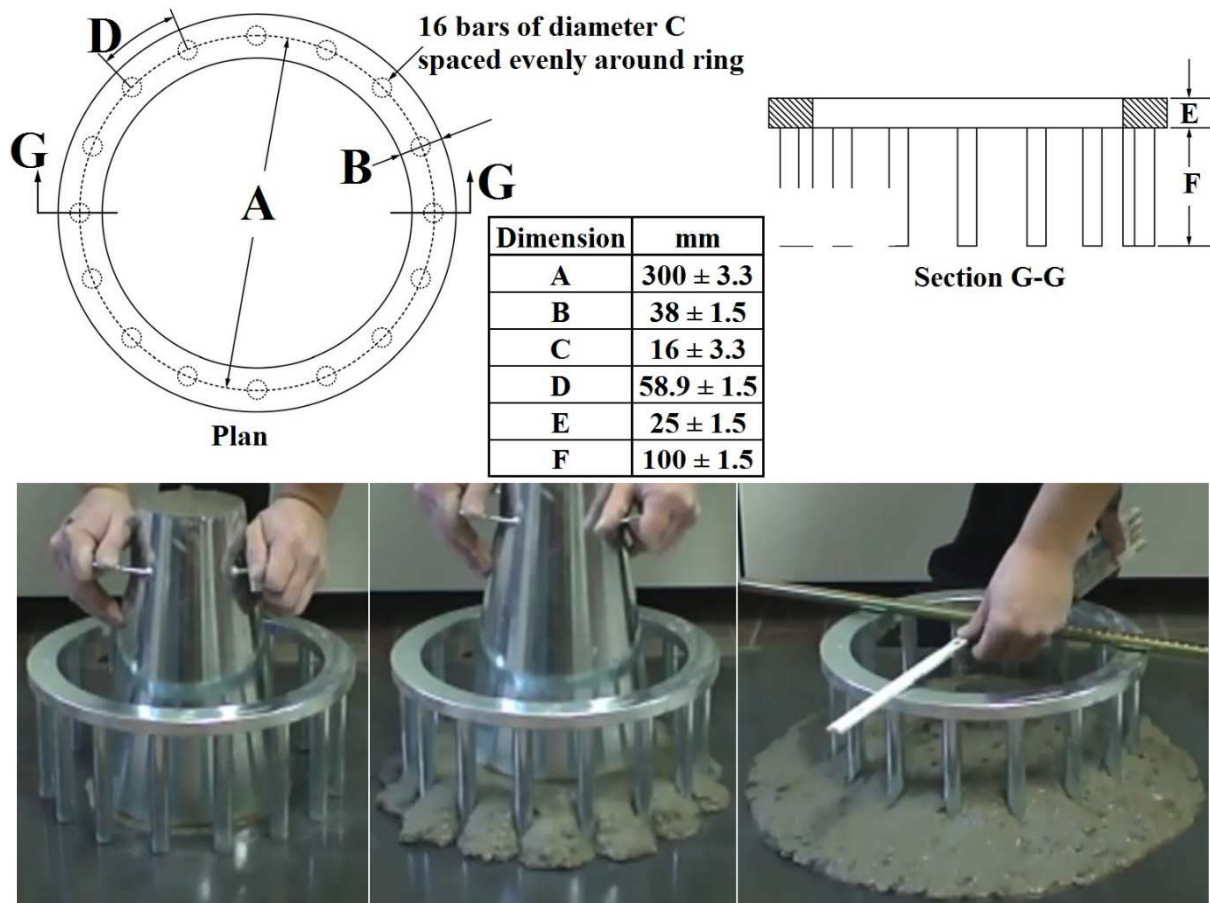 D
16 bars of diameter C
spaced evenly around ring
G
B
G
A
E
F
Plan
Section G-G
Dimension mm
A 300 ± 3.3
B 38 ± 1.5
C 16 ± 3.3
D 58.9 ± 1.5
E 25 ± 1.5
F 100 ± 1.5